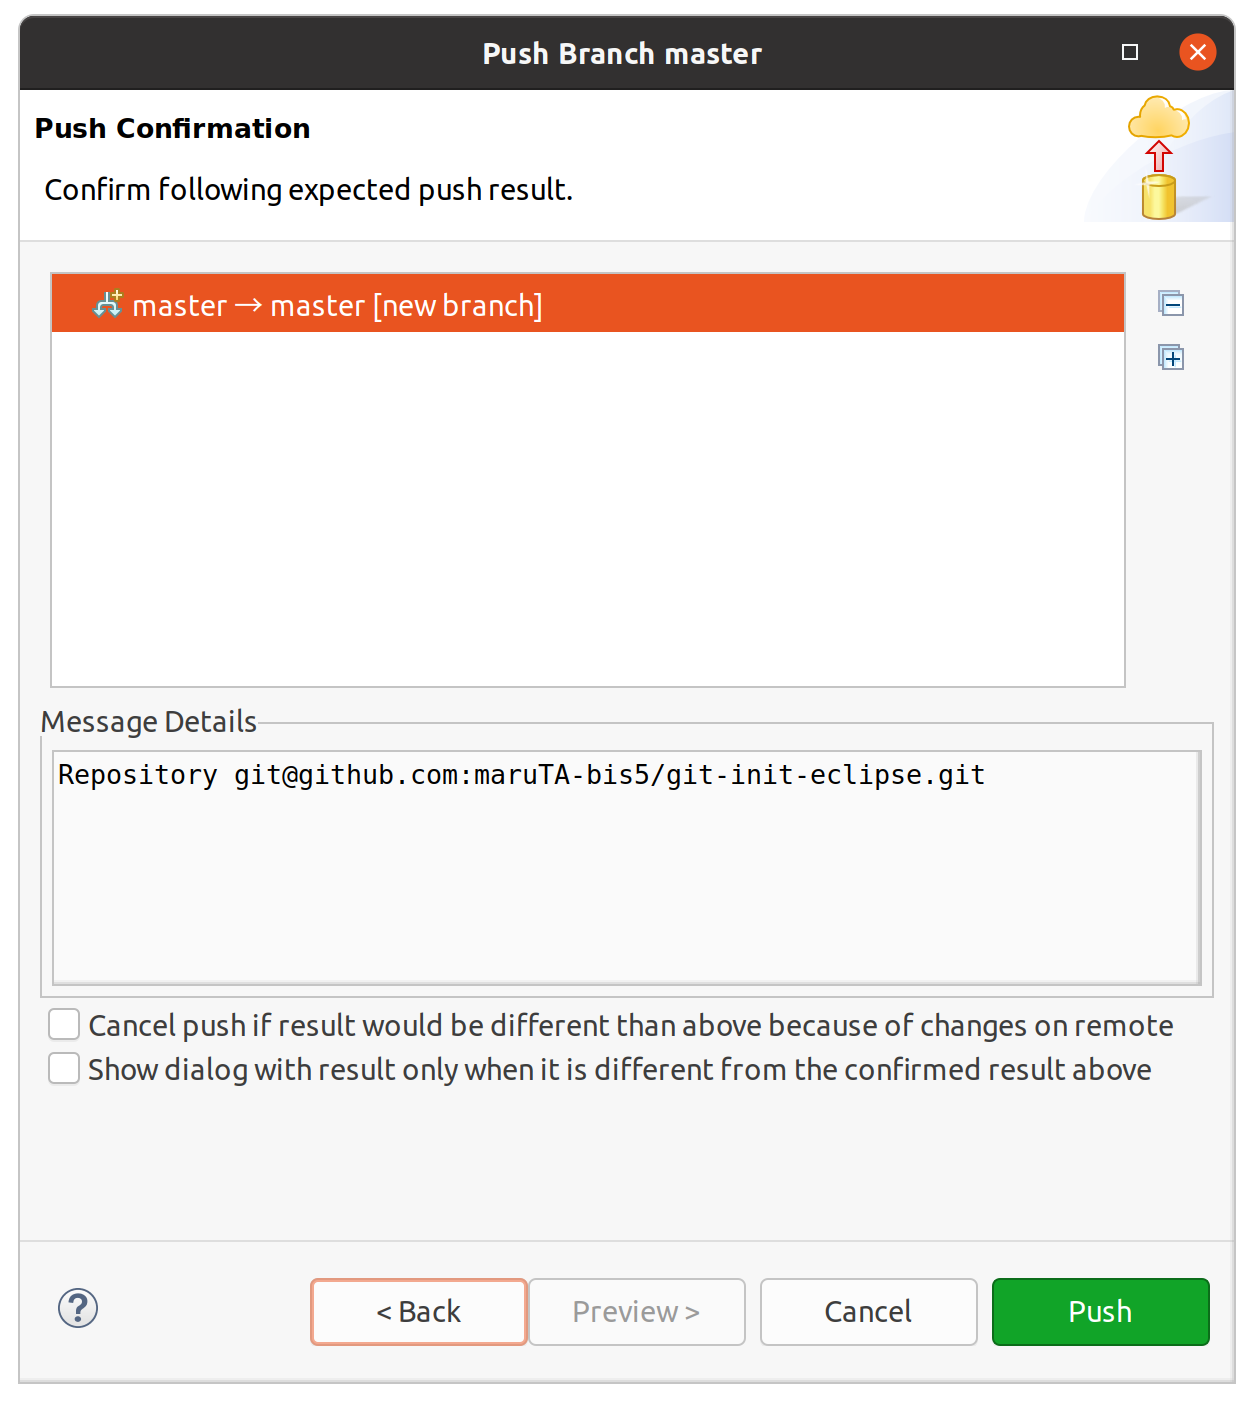 Push Branch master
Push Confirmation
Confirm following expected push result.
master → master [new branch]
Message Details
Repository git@github.com:maruTA-bis5/git-init-eclipse.git
Cancel push if result would be different than above because of changes on remote
Show dialog with result only when it is different from the confirmed result above
< Back
Preview >
Cancel
Push